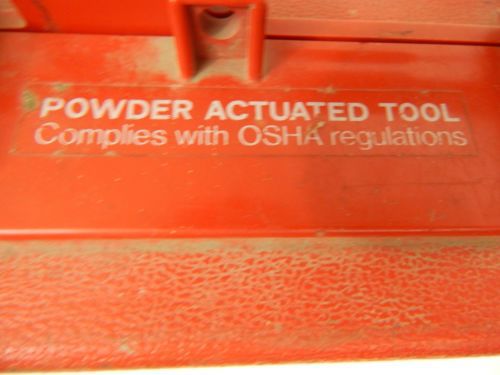 POWDER ACTUATED TOOL
Complies with OSHA regulations